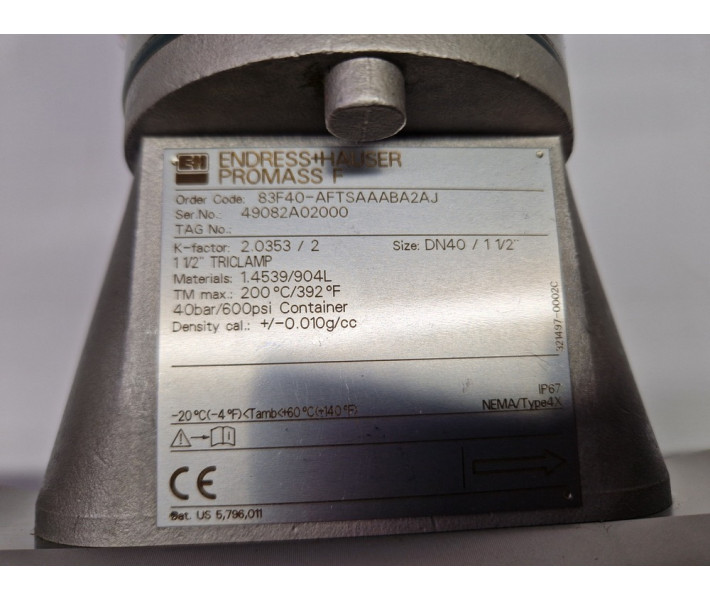 EH ENDRESS+HAUSER
PROMASS F
Order Code: 83F40-AFTSAAABA2AJ
Ser.No.: 49082A02000
TAG No.:
K-factor: 2.0353 / 2 Size: DN40 / 1 1/2"
1 1/2" TRICLAMP
Materials: 1.4539/904L
TM max.: 200°C/392°F
40bar/600psi Container
Density cal.: +/-0.010g/cc
321497-0002C
IP67
-20°C(-4°F)<Tamb<+60°C(+140°F) NEMA/Type4X
CE
Pat. US 5,796,011